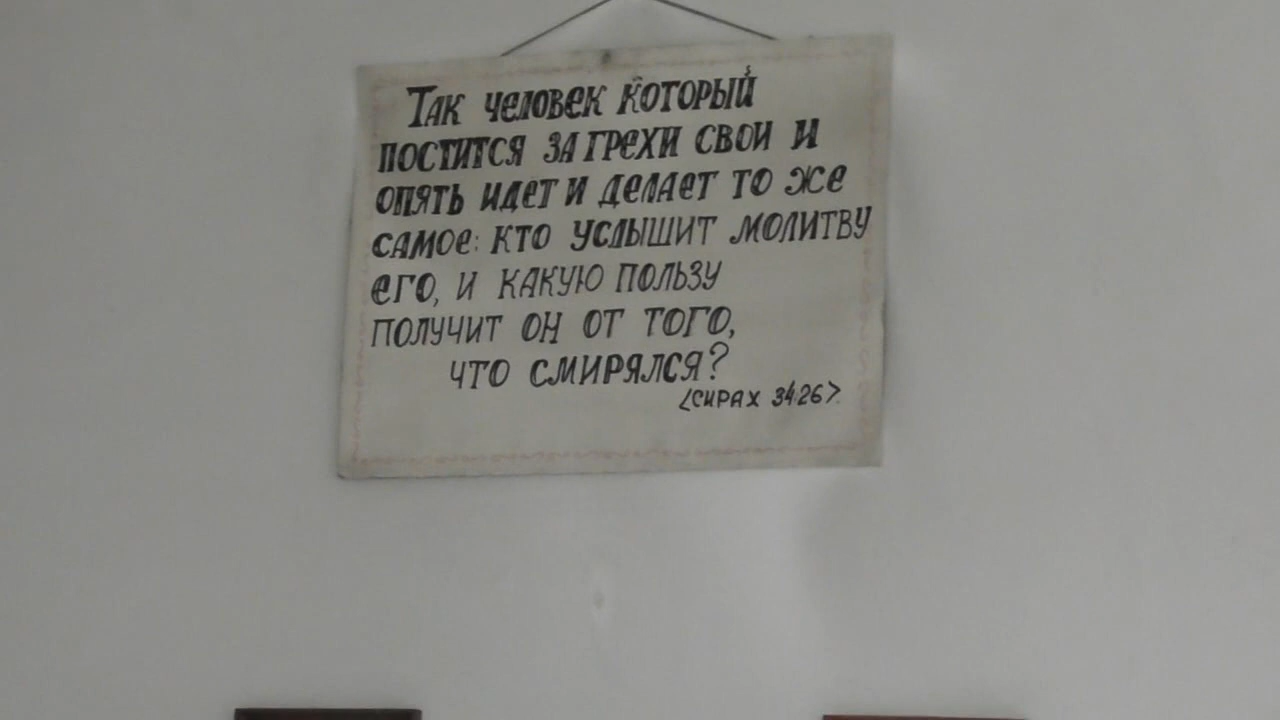 Так человек который
постится за грехи свои и
опять идет и делает то же
самое: кто услышит молитву
его, и какую пользу
получит он от того,
что смирялся?
<сирах 34:26>